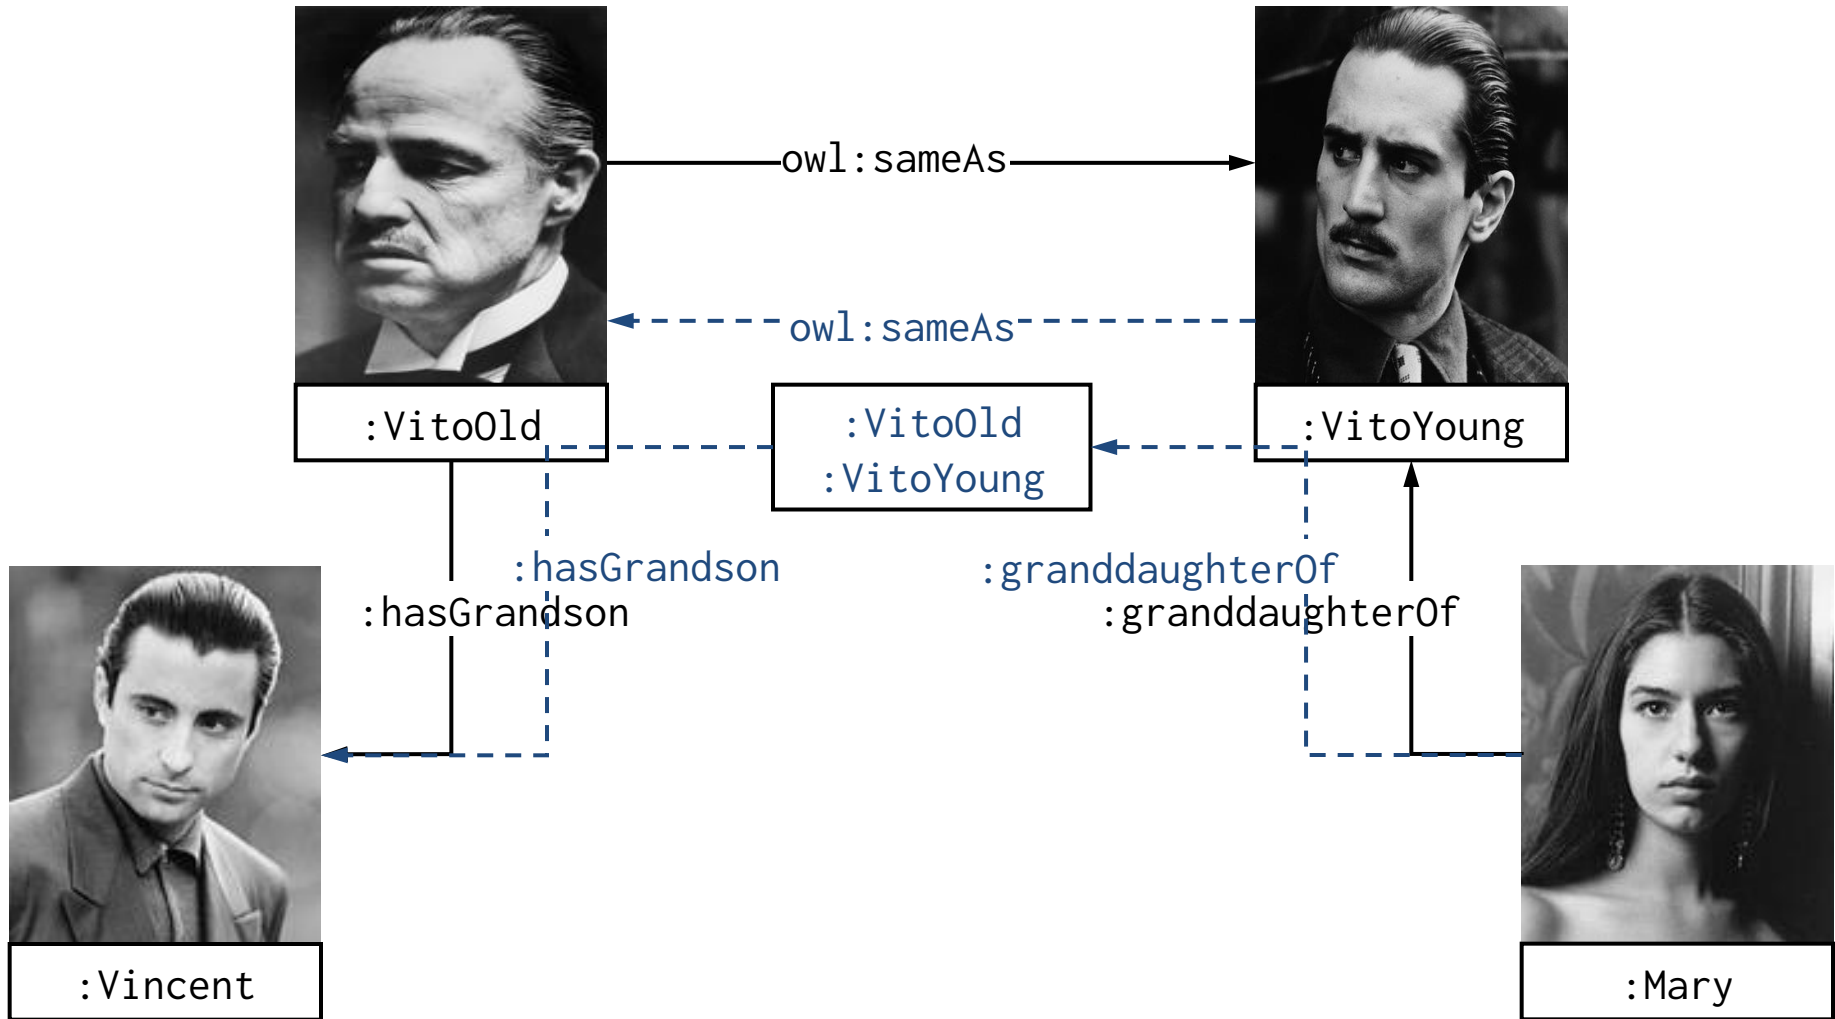 owl:sameAs
owl:sameAs
:VitoOld
:VitoOld
:VitoYoung
:VitoYoung
:hasGrandson
:granddaughterOf
:hasGrandson
:granddaughterOf
:Vincent
:Mary